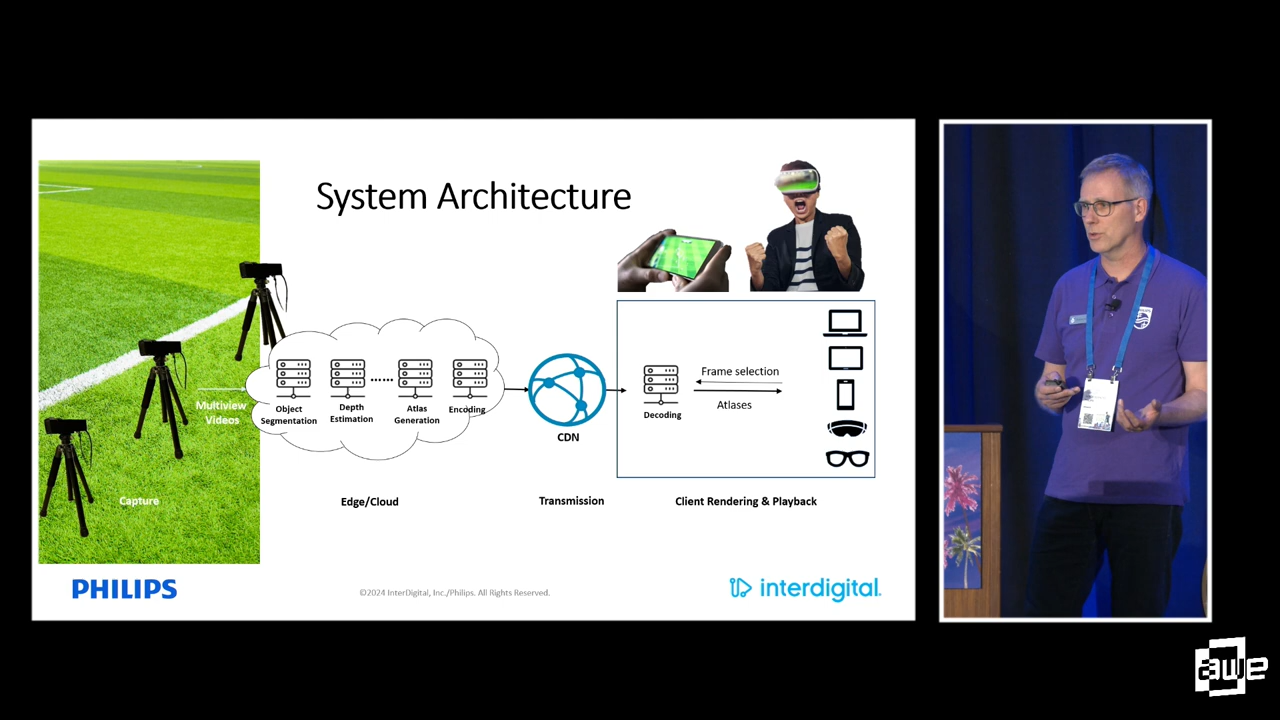 System Architecture
Multiview
Videos
Capture
Object
Segmentation
Depth
Estimation
......
Atlas
Generation
Encoding
Edge/Cloud
CDN
Transmission
Decoding
Frame selection
Atlases
Client Rendering & Playback
PHILIPS
©2024 InterDigital, Inc./Philips. All Rights Reserved.
interdigital.
awe